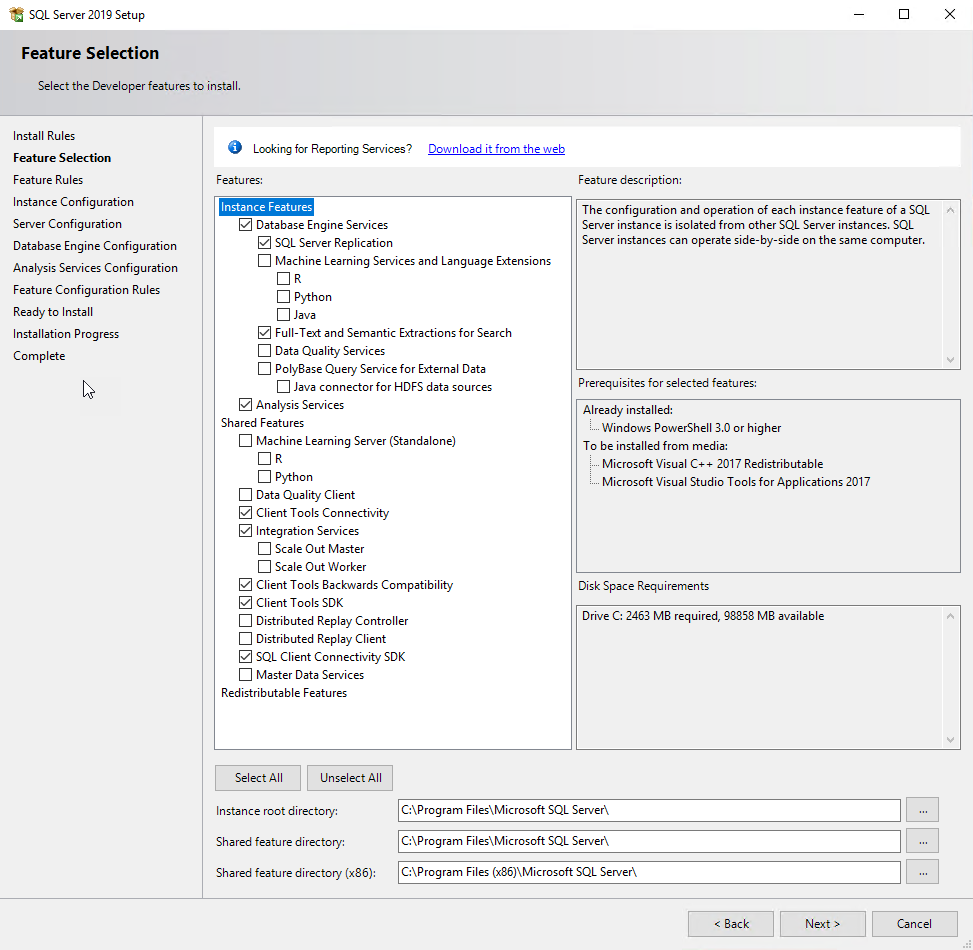 SQL Server 2019 Setup
Feature Selection
Select the Developer features to install.
Install Rules
Feature Selection
Feature Rules
Instance Configuration
Server Configuration
Database Engine Configuration
Analysis Services Configuration
Feature Configuration Rules
Ready to Install
Installation Progress
Complete
Looking for Reporting Services? Download it from the web
Features:
Instance Features
Database Engine Services
SQL Server Replication
Machine Learning Services and Language Extensions
R
Python
Java
Full-Text and Semantic Extractions for Search
Data Quality Services
PolyBase Query Service for External Data
Java connector for HDFS data sources
Analysis Services
Shared Features
Machine Learning Server (Standalone)
R
Python
Data Quality Client
Client Tools Connectivity
Integration Services
Scale Out Master
Scale Out Worker
Client Tools Backwards Compatibility
Client Tools SDK
Distributed Replay Controller
Distributed Replay Client
SQL Client Connectivity SDK
Master Data Services
Redistributable Features
Feature description:
The configuration and operation of each instance feature of a SQL
Server instance is isolated from other SQL Server instances. SQL
Server instances can operate side-by-side on the same computer.
Prerequisites for selected features:
Already installed:
Windows PowerShell 3.0 or higher
To be installed from media:
Microsoft Visual C++ 2017 Redistributable
Microsoft Visual Studio Tools for Applications 2017
Disk Space Requirements
Drive C: 2463 MB required, 98858 MB available
Select All
Unselect All
Instance root directory: C:\Program Files\Microsoft SQL Server\ ...
Shared feature directory: C:\Program Files\Microsoft SQL Server\ ...
Shared feature directory (x86): C:\Program Files (x86)\Microsoft SQL Server\ ...
< Back
Next >
Cancel